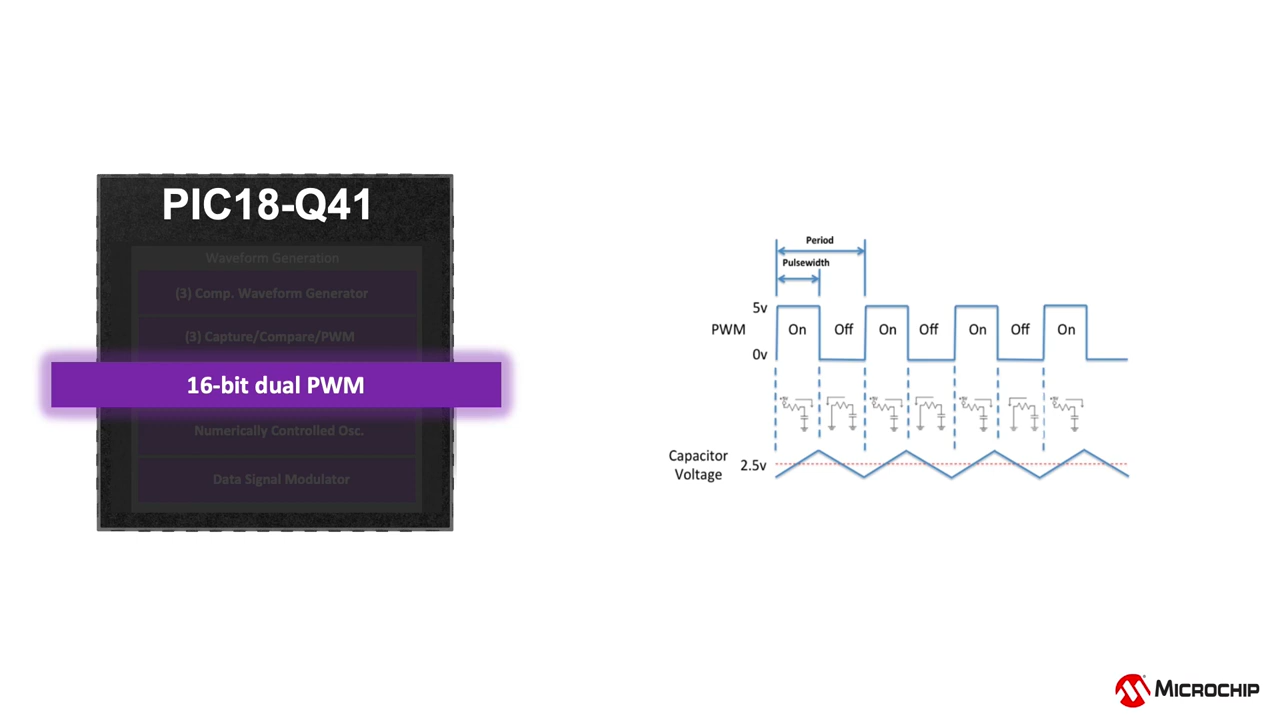 PIC18-Q41
Waveform Generation
(3) Comp. Waveform Generator
(3) Capture/Compare/PWM
16-bit dual PWM
Numerically Controlled Osc.
Data Signal Modulator
Period
Pulsewidth
5v
PWM
On Off On Off On Off On
0v
Capacitor
Voltage
2.5v
MICROCHIP